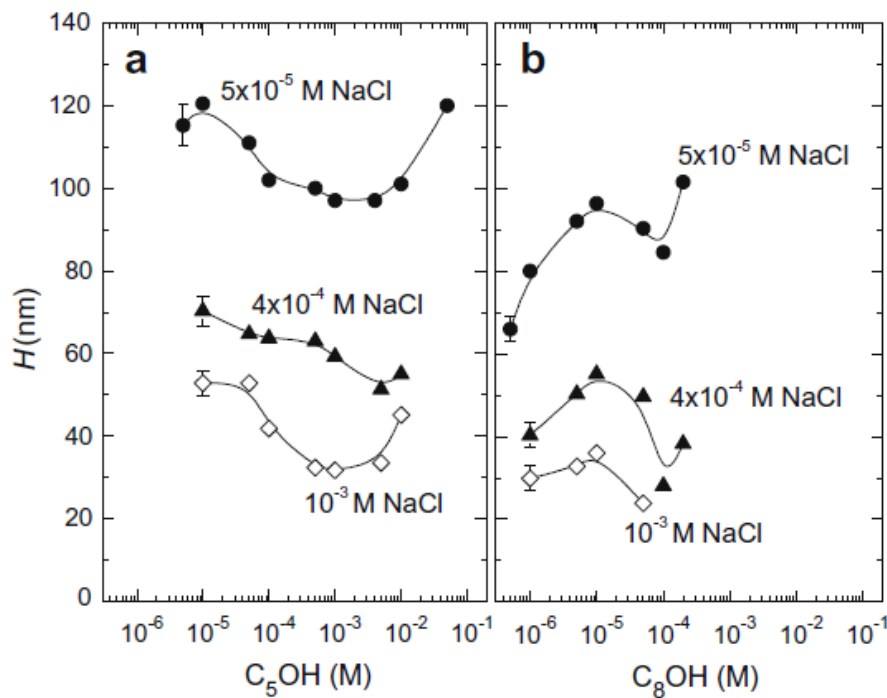 140
120
100
80
60
40
20
0
H (nm)
a
5x10⁻⁵ M NaCl
4x10⁻⁴ M NaCl
10⁻³ M NaCl
10⁻⁶ 10⁻⁵ 10⁻⁴ 10⁻³ 10⁻² 10⁻¹
C₅OH (M)
b
5x10⁻⁵ M NaCl
4x10⁻⁴ M NaCl
10⁻³ M NaCl
10⁻⁶ 10⁻⁵ 10⁻⁴ 10⁻³ 10⁻² 10⁻¹
C₈OH (M)